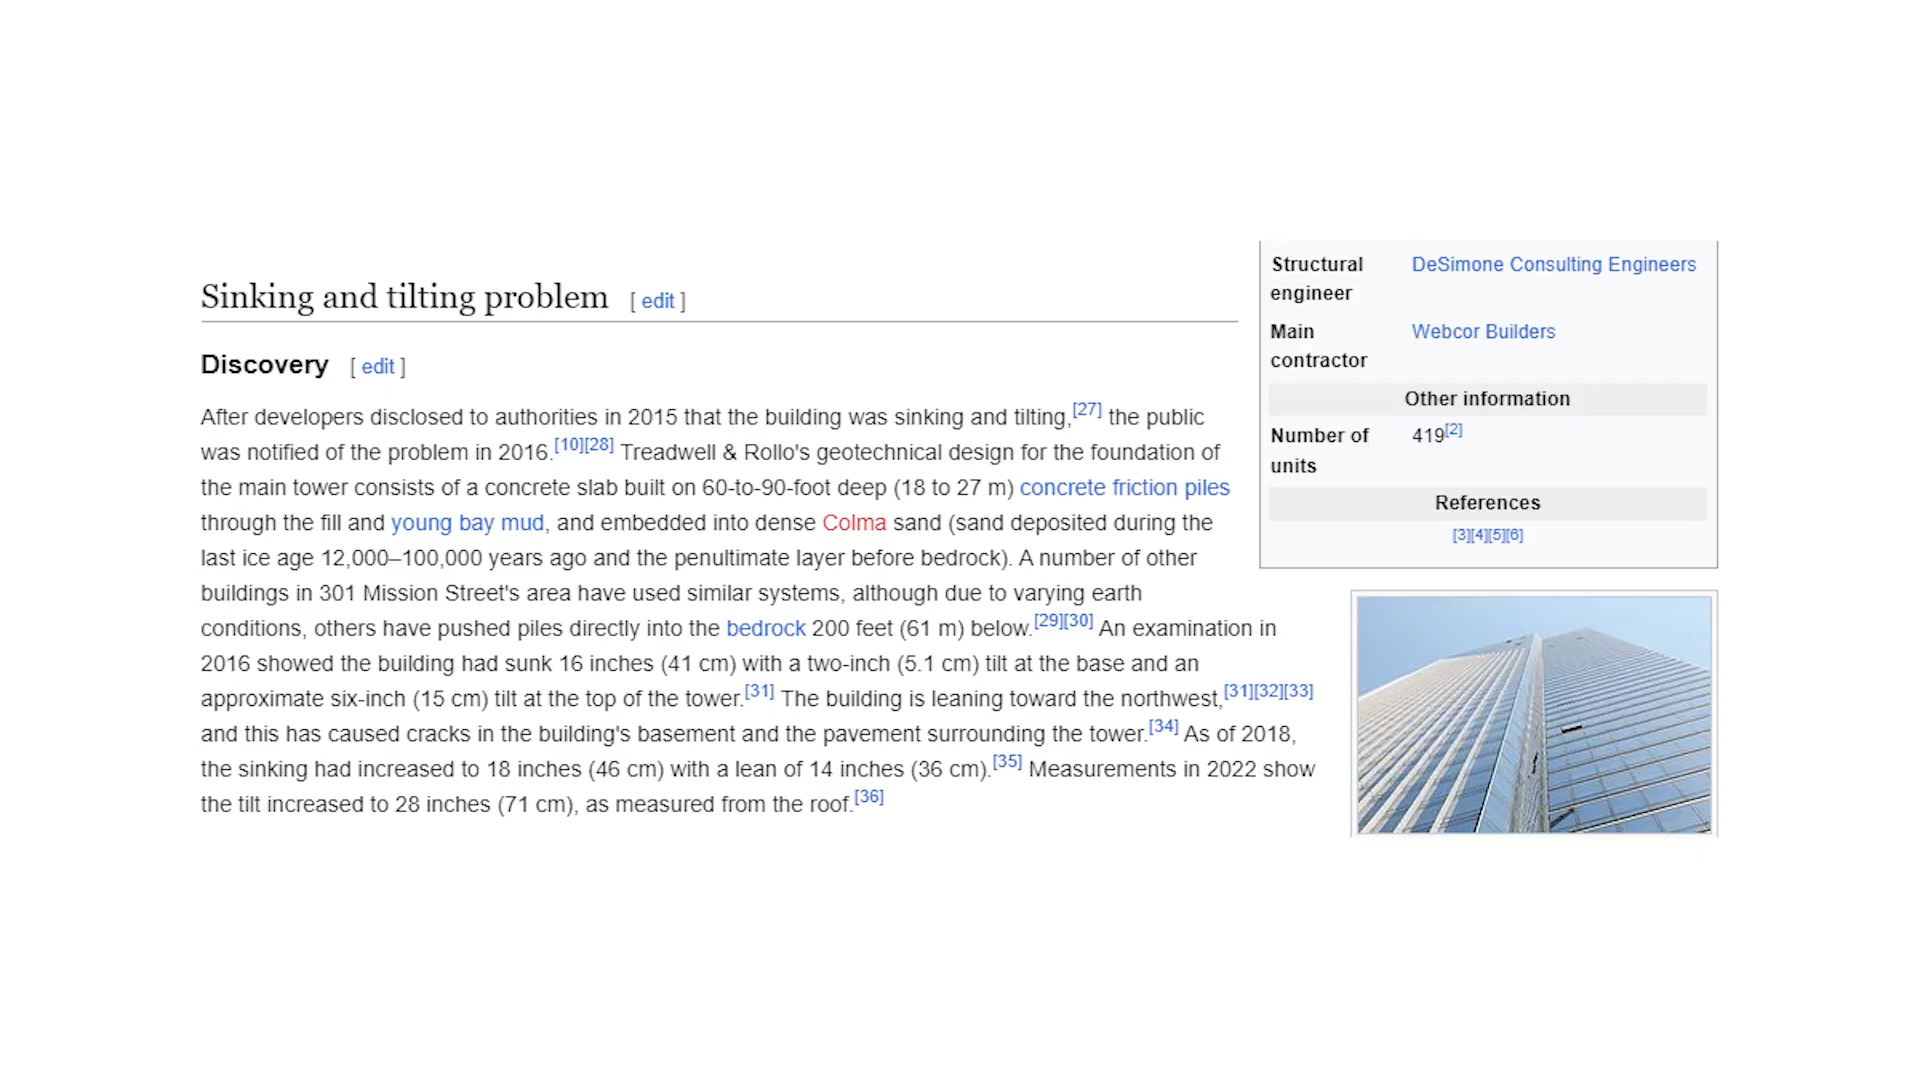 Sinking and tilting problem [ edit ]
Discovery [ edit ]
After developers disclosed to authorities in 2015 that the building was sinking and tilting,[27] the public
was notified of the problem in 2016.[10][28] Treadwell & Rollo's geotechnical design for the foundation of
the main tower consists of a concrete slab built on 60-to-90-foot deep (18 to 27 m) concrete friction piles
through the fill and young bay mud, and embedded into dense Colma sand (sand deposited during the
last ice age 12,000–100,000 years ago and the penultimate layer before bedrock). A number of other
buildings in 301 Mission Street's area have used similar systems, although due to varying earth
conditions, others have pushed piles directly into the bedrock 200 feet (61 m) below.[29][30] An examination in
2016 showed the building had sunk 16 inches (41 cm) with a two-inch (5.1 cm) tilt at the base and an
approximate six-inch (15 cm) tilt at the top of the tower.[31] The building is leaning toward the northwest,[31][32][33]
and this has caused cracks in the building's basement and the pavement surrounding the tower.[34] As of 2018,
the sinking had increased to 18 inches (46 cm) with a lean of 14 inches (36 cm).[35] Measurements in 2022 show
the tilt increased to 28 inches (71 cm), as measured from the roof.[36]
Structural DeSimone Consulting Engineers
engineer
Main Webcor Builders
contractor
Other information
Number of 419[2]
units
References
[3][4][5][6]